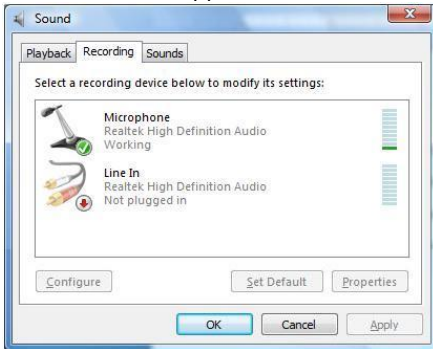 Sound
Playback Recording Sounds
Select a recording device below to modify its settings:
Microphone
Realtek High Definition Audio
Working
Line In
Realtek High Definition Audio
Not plugged in
Configure Set Default Properties
OK Cancel Apply